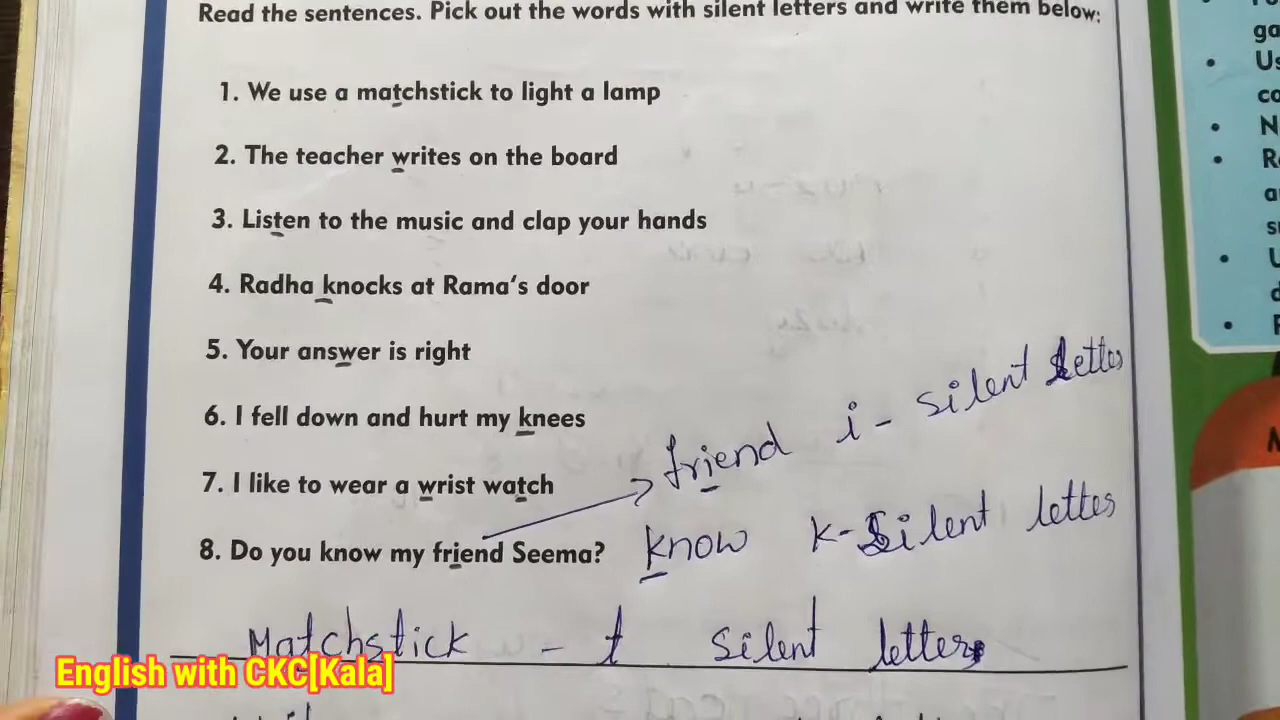 Read the sentences. Pick out the words with silent letters and write them below:
1. We use a matchstick to light a lamp
2. The teacher writes on the board
3. Listen to the music and clap your hands
4. Radha knocks at Rama's door
5. Your answer is right
6. I fell down and hurt my knees
7. I like to wear a wrist watch
8. Do you know my friend Seema?
friend i - silent letter
know k - Silent letter
Matchstick - t silent letter
English with CKC[Kala]